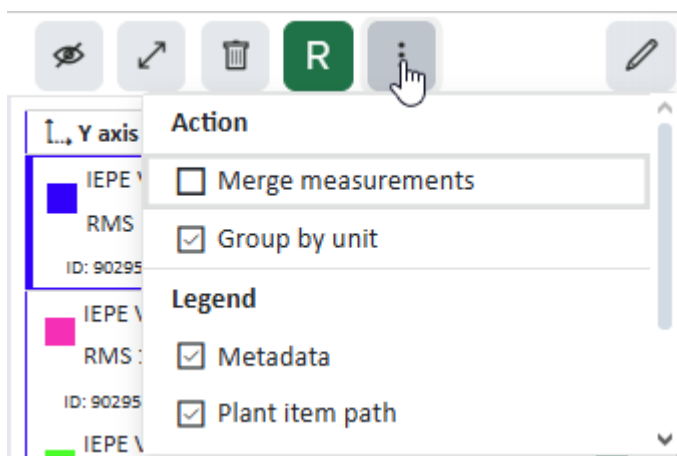 R
Y axis
Action
IEPE
Merge measurements
RMS
Group by unit
ID: 90295
Legend
IEPE
RMS
Metadata
ID: 90295
Plant item path
IEPE